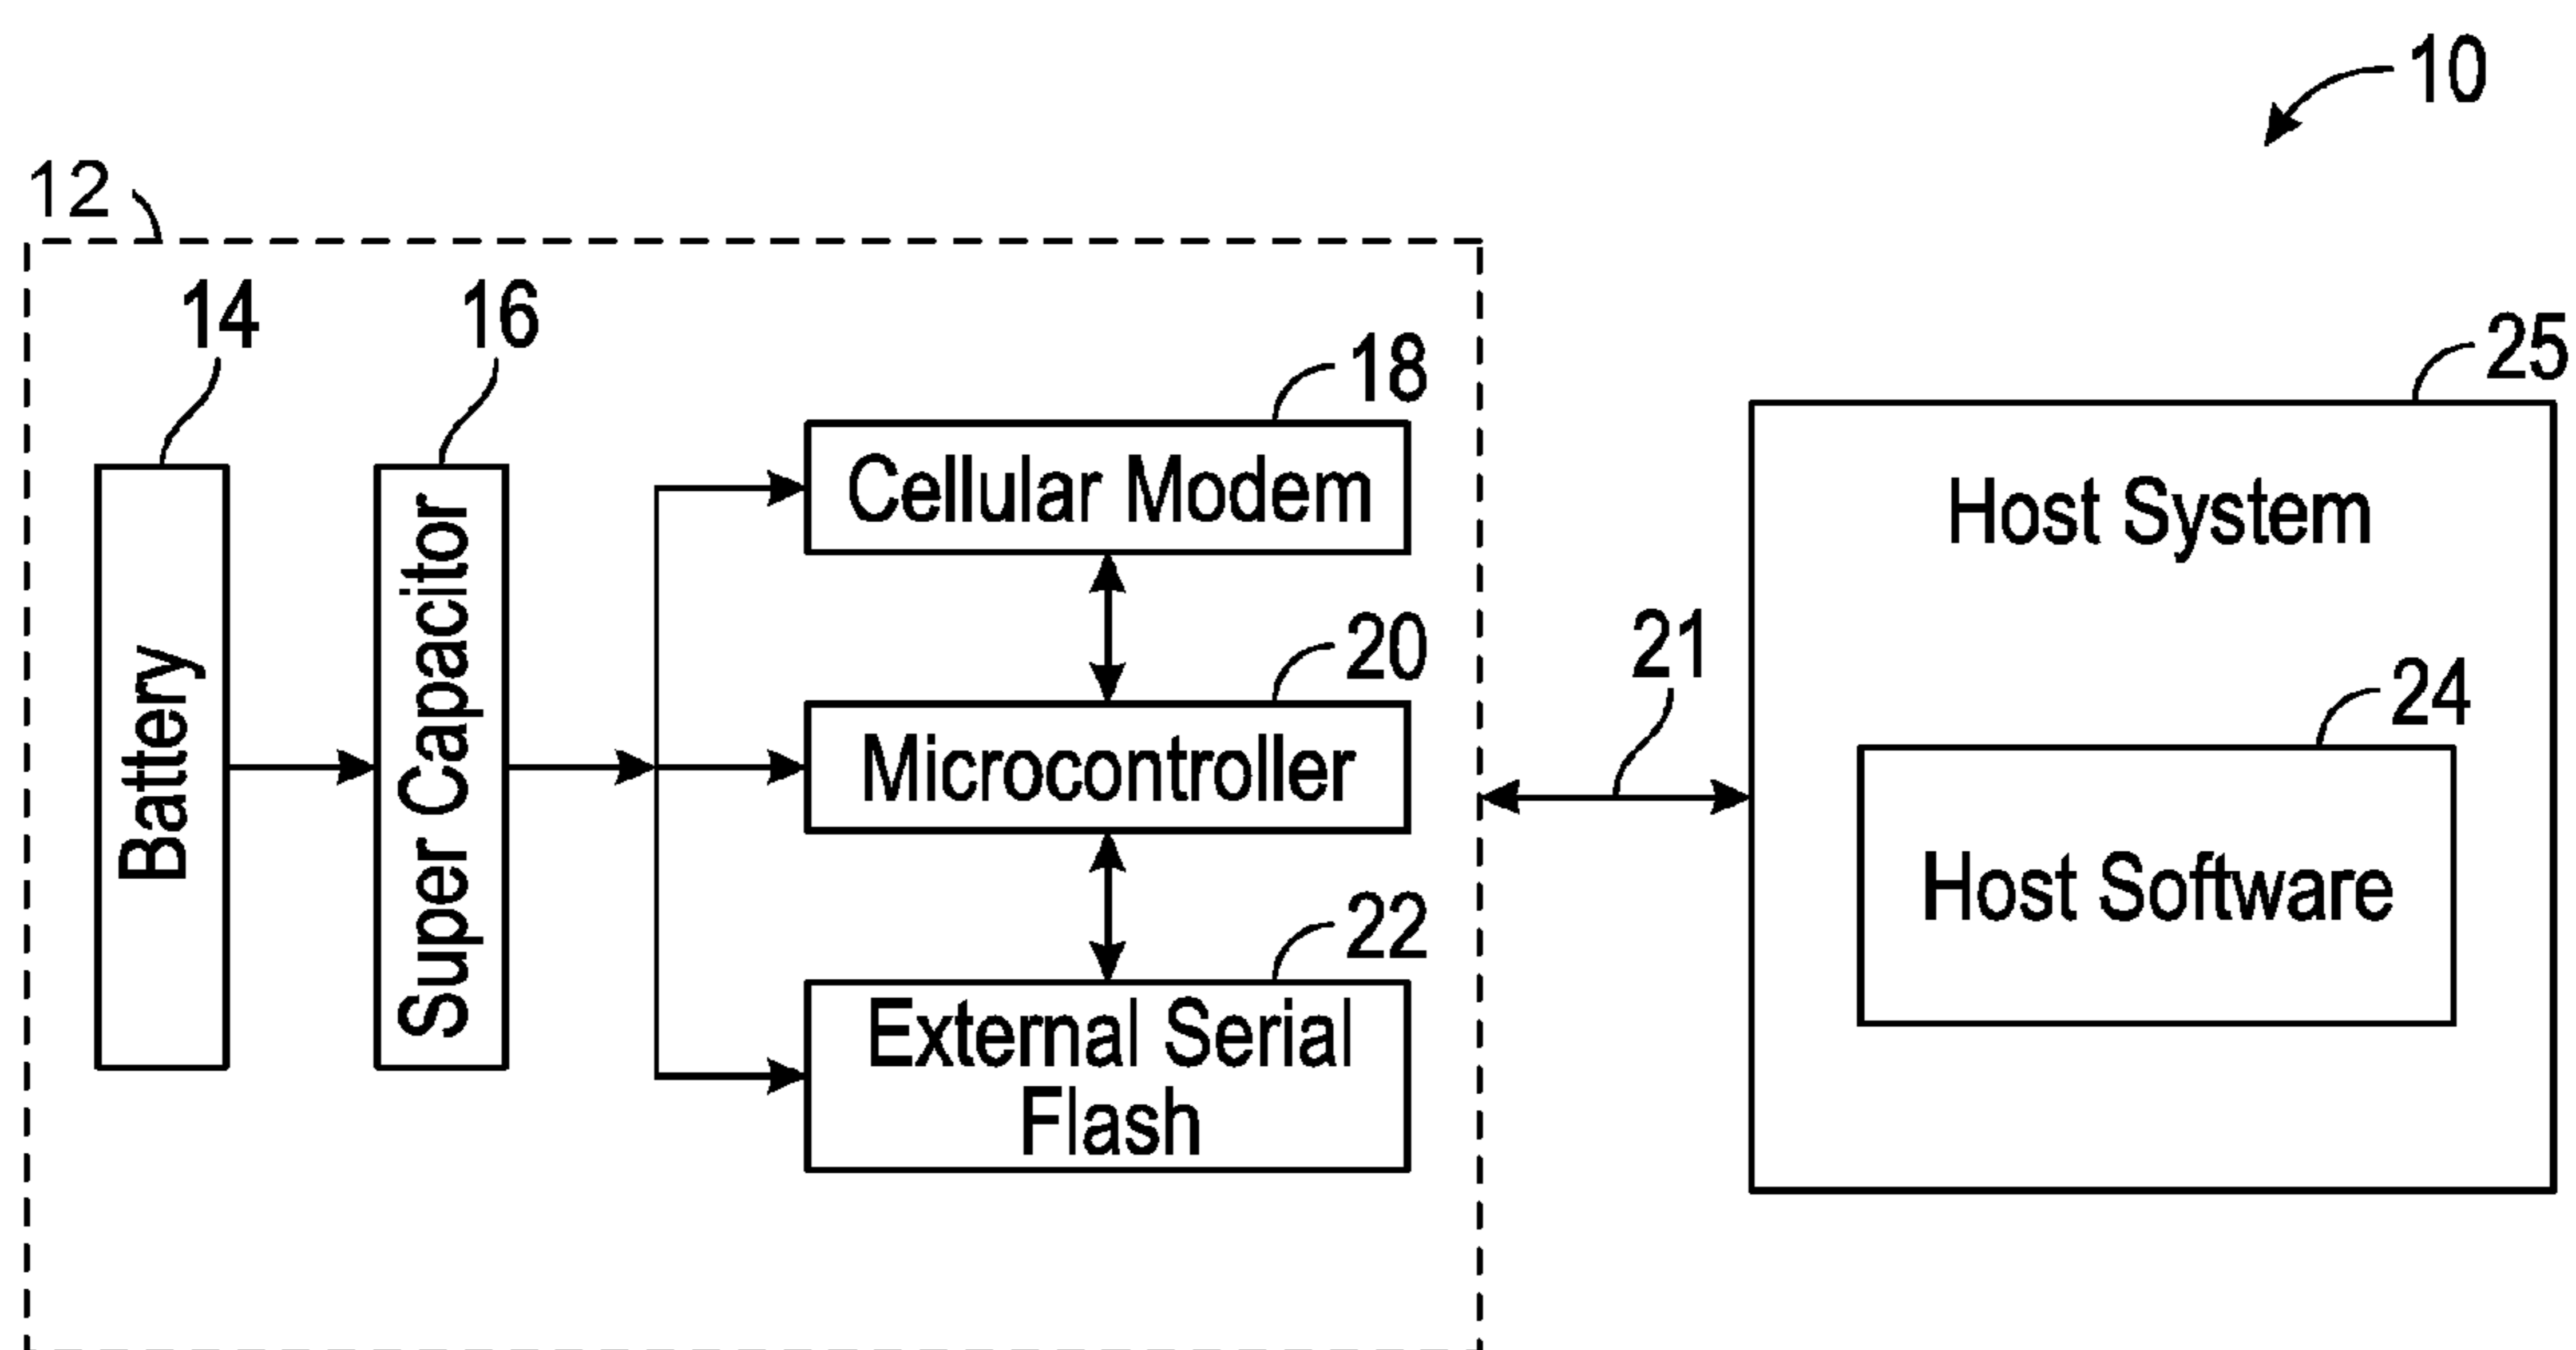 10
12
14
16
18
25
Cellular Modem
Host System
20
21
24
Battery
Super Capacitor
Microcontroller
Host Software
22
External Serial
Flash